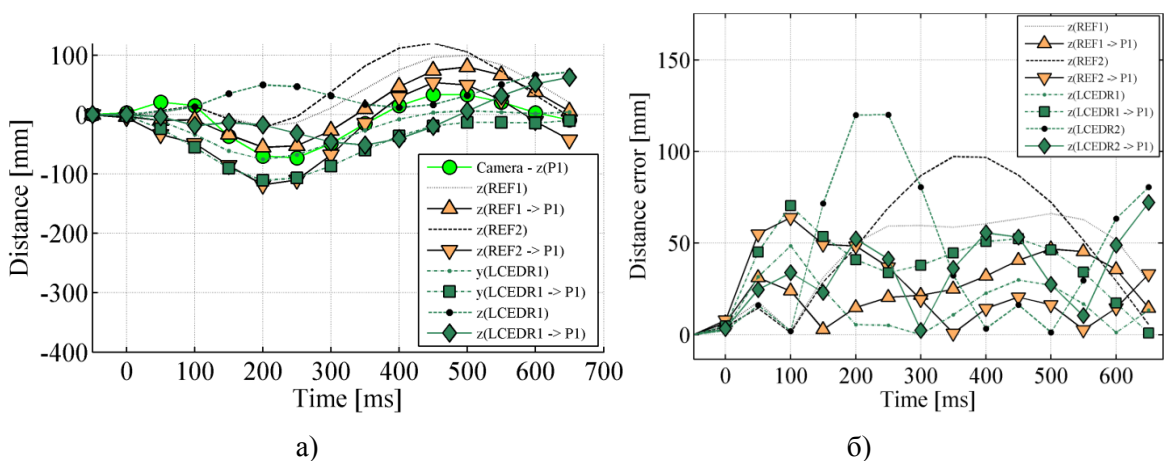 100
0
-100
-200
-300
-400
Distance [mm]
0 100 200 300 400 500 600 700
Time [ms]
Camera - z(P1)
z(REF1)
z(REF1 -> P1)
z(REF2)
z(REF2 -> P1)
y(LCEDR1)
y(LCEDR1 -> P1)
z(LCEDR1)
z(LCEDR1 -> P1)
а)
150
100
50
0
Distance error [mm]
0 100 200 300 400 500 600
Time [ms]
z(REF1)
z(REF1 -> P1)
z(REF2)
z(REF2 -> P1)
z(LCEDR1)
z(LCEDR1 -> P1)
z(LCEDR2)
z(LCEDR2 -> P1)
б)